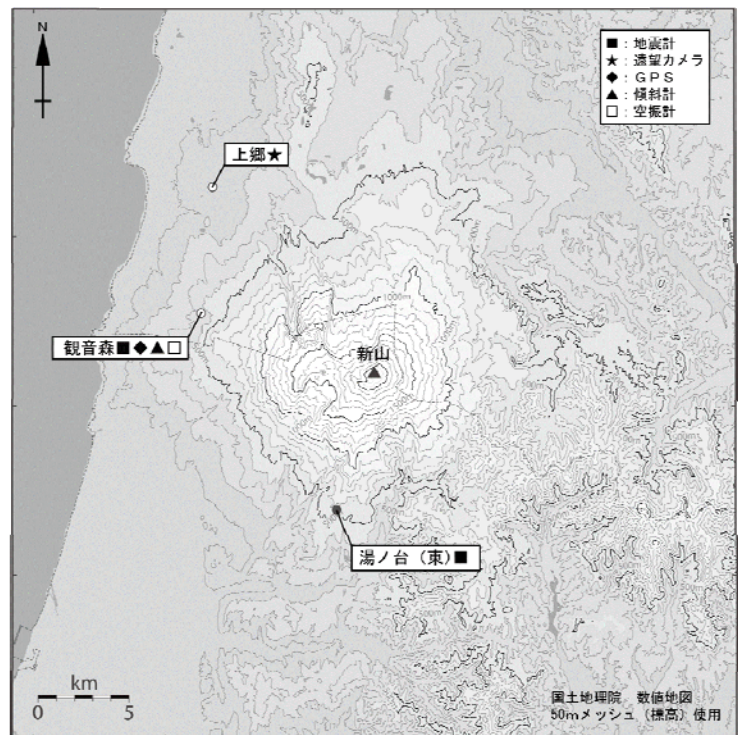 N
■：地震計
★：遠望カメラ
◆：ＧＰＳ
▲：傾斜計
□：空振計
上郷★
1000m
観音森■◆▲□
新山
湯ノ台（東）■
km
0 5
国土地理院　数値地図
50mメッシュ（標高）使用